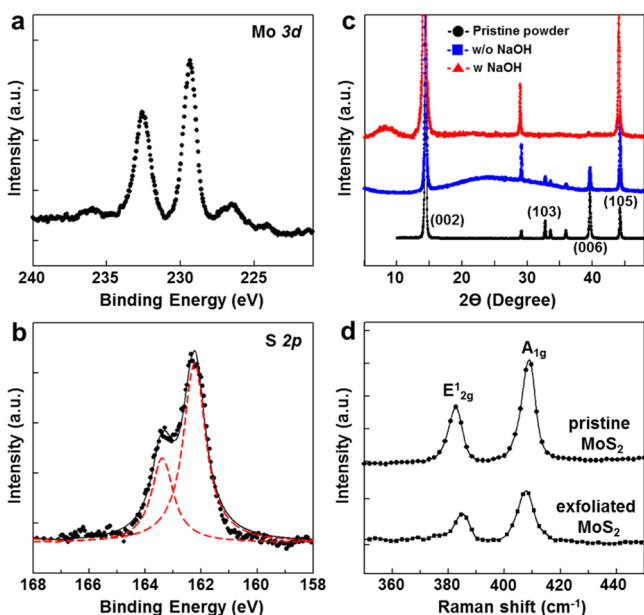 a
Mo 3d
Intensity (a.u.)
240 235 230 225
Binding Energy (eV)
c
Pristine powder
w/o NaOH
w NaOH
Intensity (a.u.)
(002)
(103)
(006)
(105)
10 20 30 40
2Θ (Degree)
b
S 2p
Intensity (a.u.)
168 166 164 162 160 158
Binding Energy (eV)
d
E¹2g
A1g
pristine
MoS2
exfoliated
MoS2
Intensity (a.u.)
360 380 400 420 440
Raman shift (cm⁻¹)